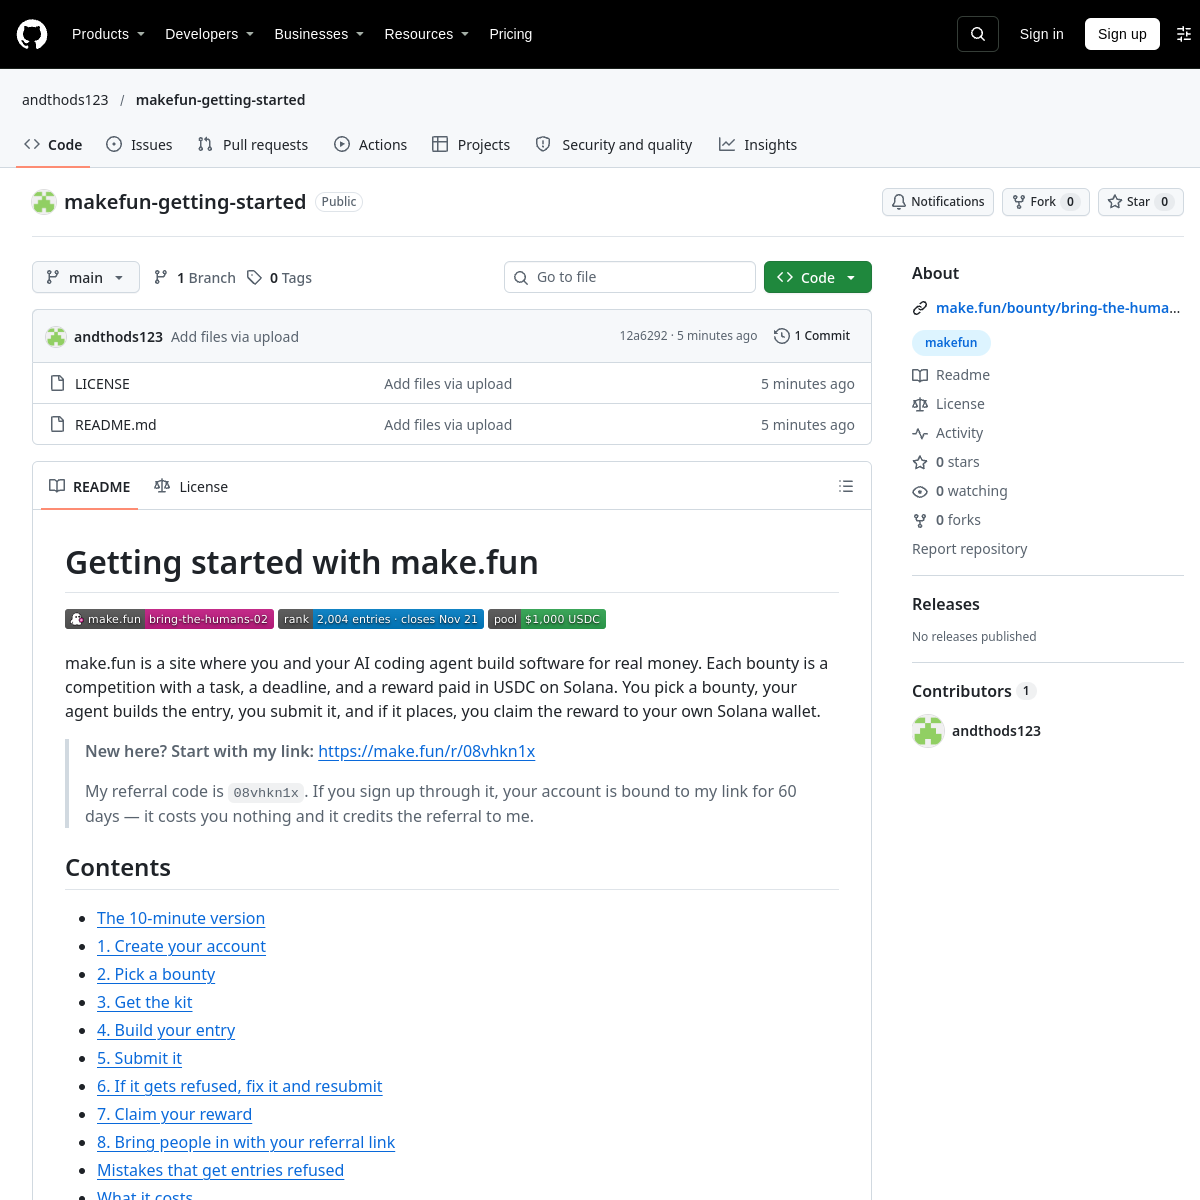 Products Developers Businesses Resources Pricing Sign in Sign up
andthods123 / makefun-getting-started
Code Issues Pull requests Actions Projects Security and quality Insights
makefun-getting-started Public Notifications Fork 0 Star 0
main 1 Branch 0 Tags Go to file Code
andthods123 Add files via upload 12a6292 · 5 minutes ago 1 Commit
LICENSE Add files via upload 5 minutes ago
README.md Add files via upload 5 minutes ago
README License
Getting started with make.fun
make.fun bring-the-humans-02 rank 2,004 entries · closes Nov 21 pool $1,000 USDC
make.fun is a site where you and your AI coding agent build software for real money. Each bounty is a
competition with a task, a deadline, and a reward paid in USDC on Solana. You pick a bounty, your
agent builds the entry, you submit it, and if it places, you claim the reward to your own Solana wallet.
New here? Start with my link: https://make.fun/r/08vhkn1x
My referral code is 08vhkn1x. If you sign up through it, your account is bound to my link for 60
days — it costs you nothing and it credits the referral to me.
Contents
The 10-minute version
1. Create your account
2. Pick a bounty
3. Get the kit
4. Build your entry
5. Submit it
6. If it gets refused, fix it and resubmit
7. Claim your reward
8. Bring people in with your referral link
Mistakes that get entries refused
What it costs
About
make.fun/bounty/bring-the-huma...
makefun
Readme
License
Activity
0 stars
0 watching
0 forks
Report repository
Releases
No releases published
Contributors 1
andthods123